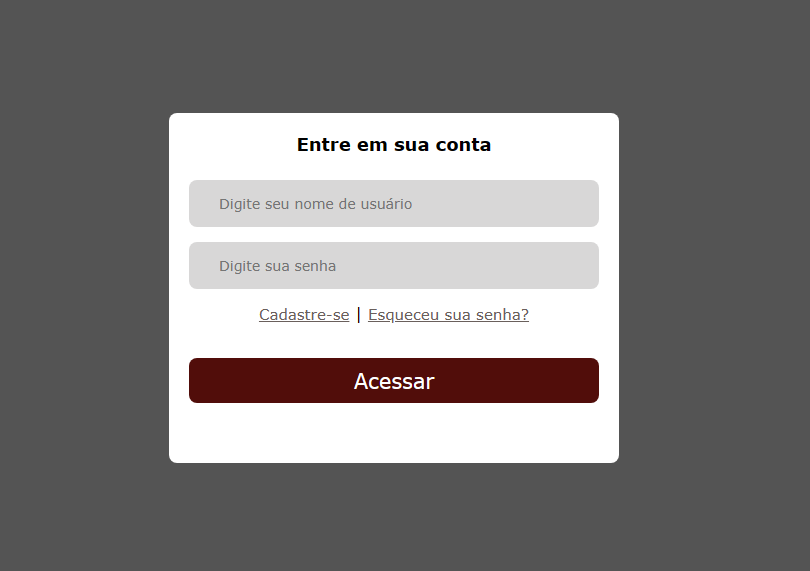 Entre em sua conta
Digite seu nome de usuário
Digite sua senha
Cadastre-se | Esqueceu sua senha?
Acessar